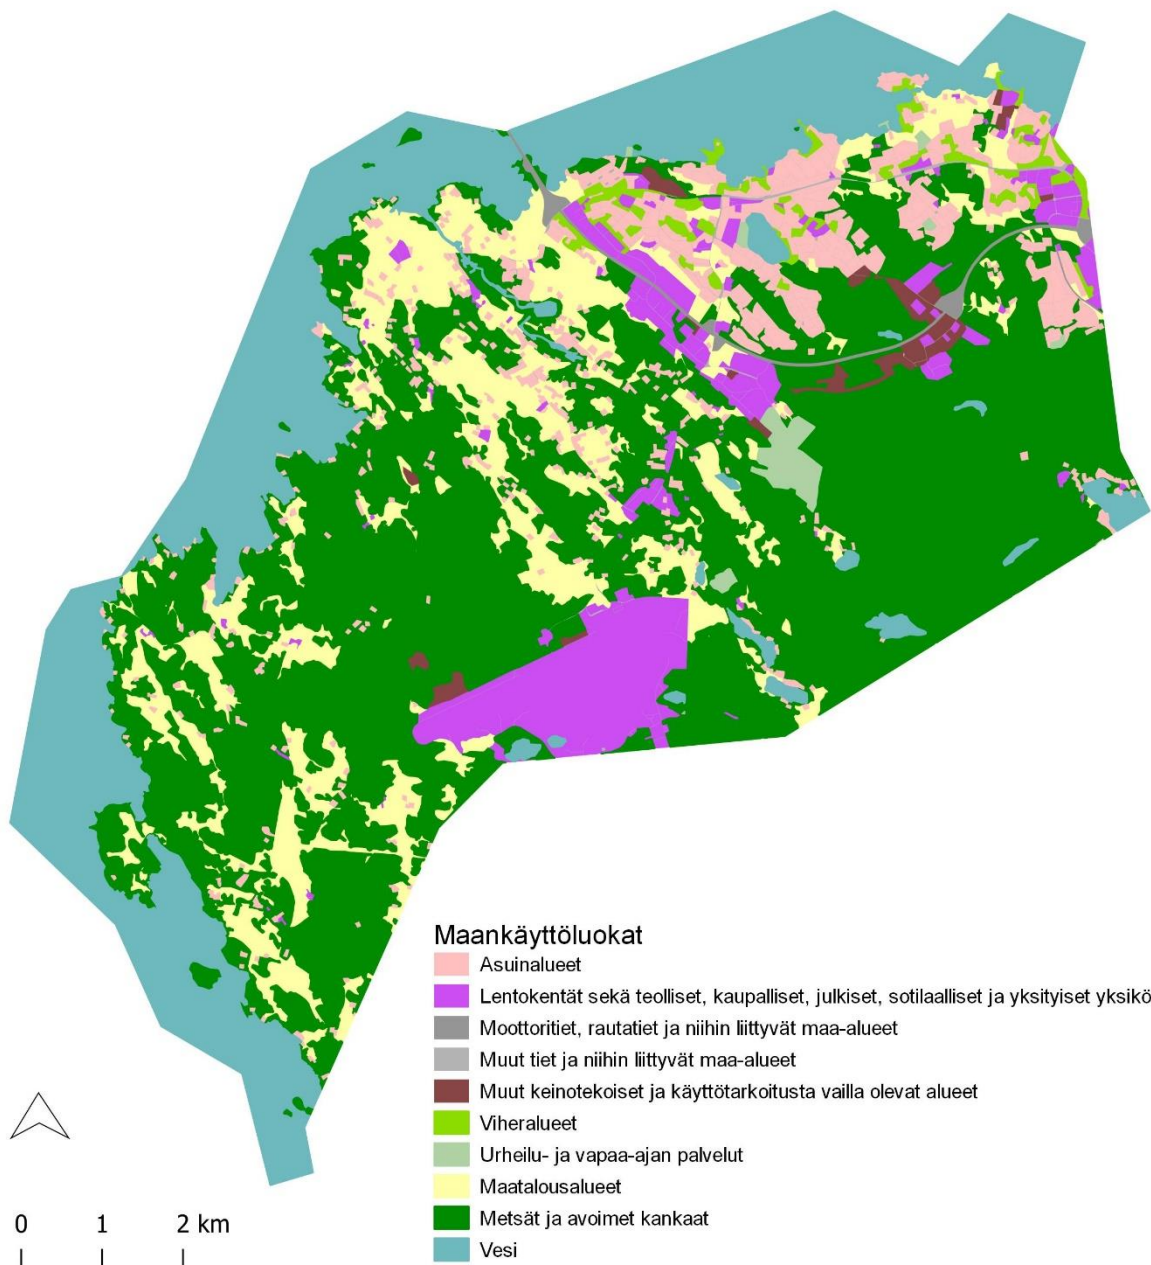 Maankäyttöluokat
Asuinalueet
Lentokentät sekä teolliset, kaupalliset, julkiset, sotilaalliset ja yksityiset yksikö
Moottoritiet, rautatiet ja niihin liittyvät maa-alueet
Muut tiet ja niihin liittyvät maa-alueet
Muut keinotekoiset ja käyttötarkoitusta vailla olevat alueet
Viheralueet
Urheilu- ja vapaa-ajan palvelut
Maatalousalueet
Metsät ja avoimet kankaat
Vesi
0 1 2 km